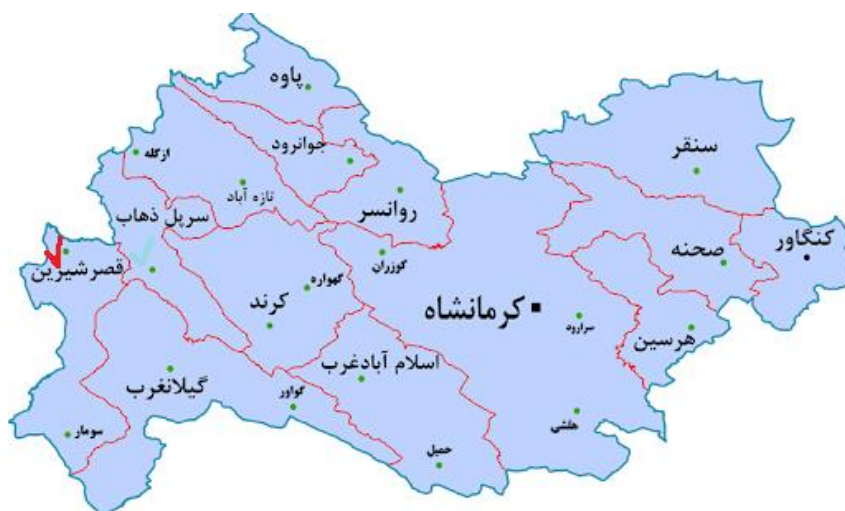 پاوه
سنقر
جوانرود
ازگله
تازه آباد
روانسر
سرپل ذهاب
کنگاور
صحنه
قصرشیرین
گوزران
گهواره
کرند
کرمانشاه
سرارود
هرسین
اسلام آبادغرب
گیلانغرب
گواور
هلشی
سومار
حمیل